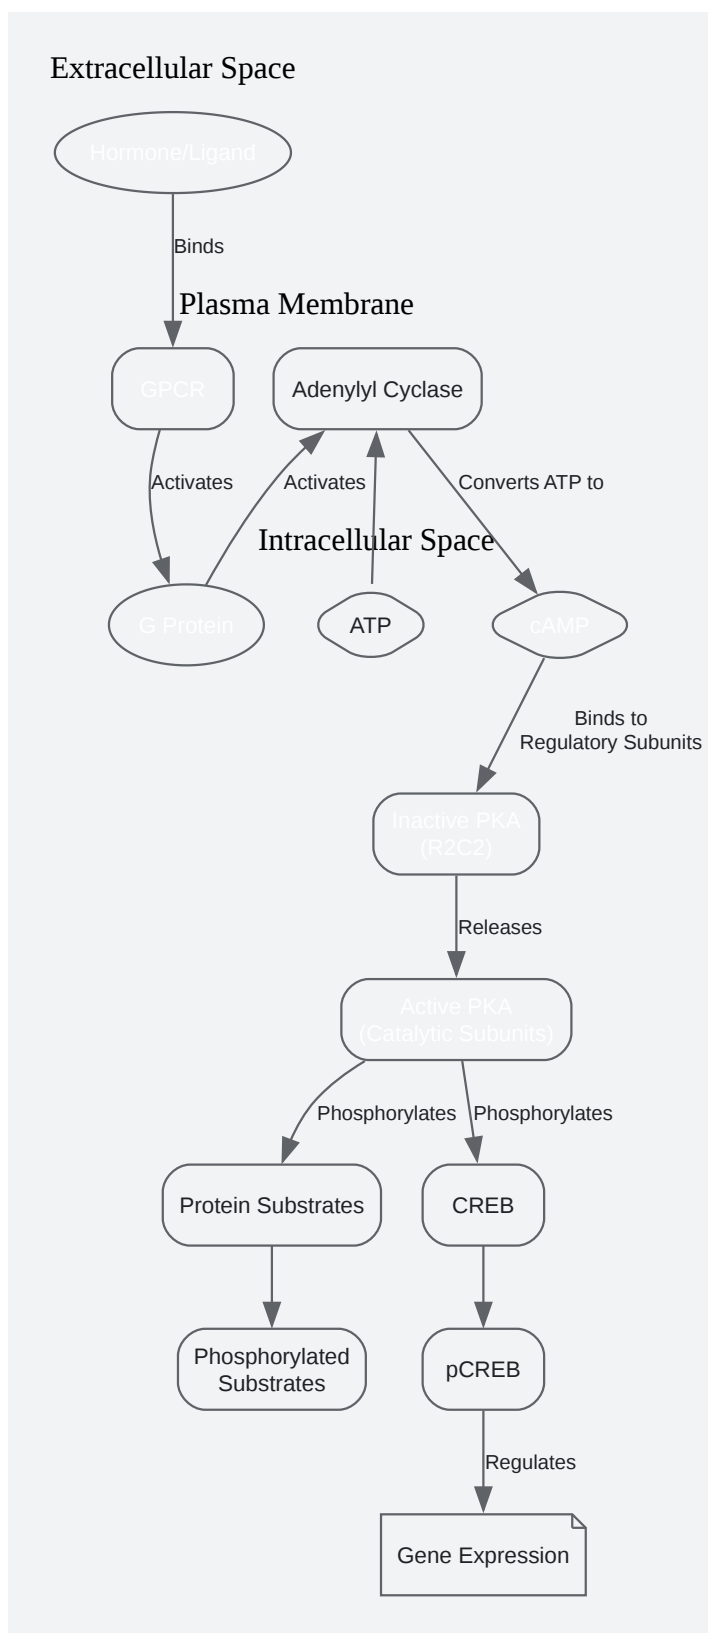 Extracellular Space
Hormone/Ligand
Binds
Plasma Membrane
GPCR
Adenylyl Cyclase
Activates
Activates
Converts ATP to
Intracellular Space
G Protein
ATP
cAMP
Binds to
Regulatory Subunits
Inactive PKA
(R2C2)
Releases
Active PKA
(Catalytic Subunits)
Phosphorylates
Phosphorylates
Protein Substrates
CREB
Phosphorylated
Substrates
pCREB
Regulates
Gene Expression